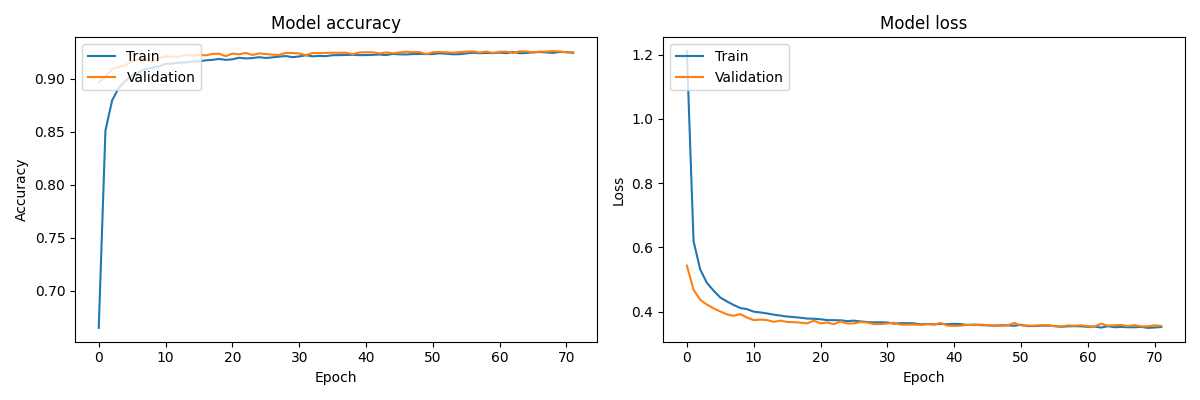 Model accuracy
Train
Validation
0.90
0.85
0.80
0.75
0.70
Accuracy
0 10 20 30 40 50 60 70
Epoch
Model loss
Train
Validation
1.2
1.0
0.8
0.6
0.4
Loss
0 10 20 30 40 50 60 70
Epoch